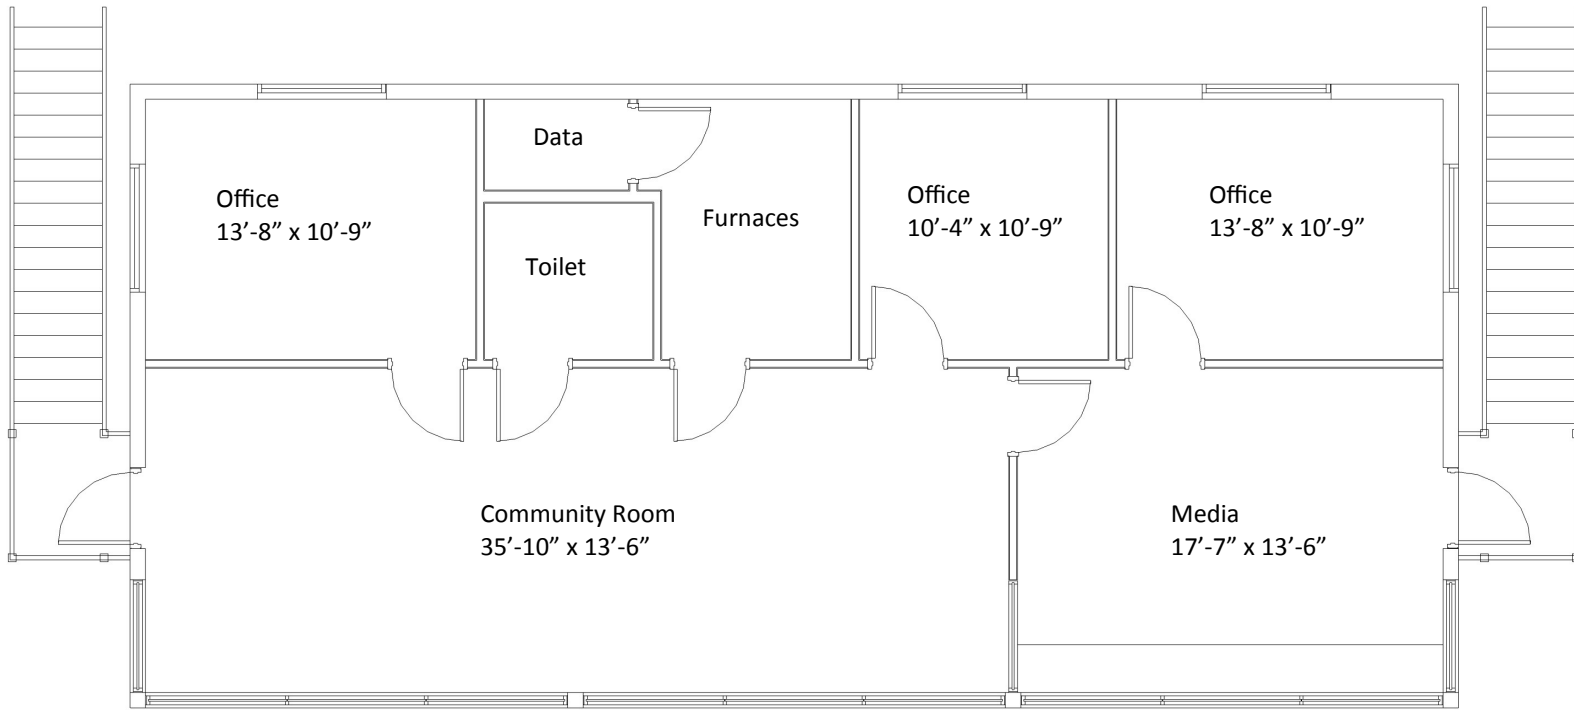 Data
Office
13’-8” x 10’-9”
Furnaces
Office
10’-4” x 10’-9”
Office
13’-8” x 10’-9”
Toilet
Community Room
35’-10” x 13’-6”
Media
17’-7” x 13’-6”